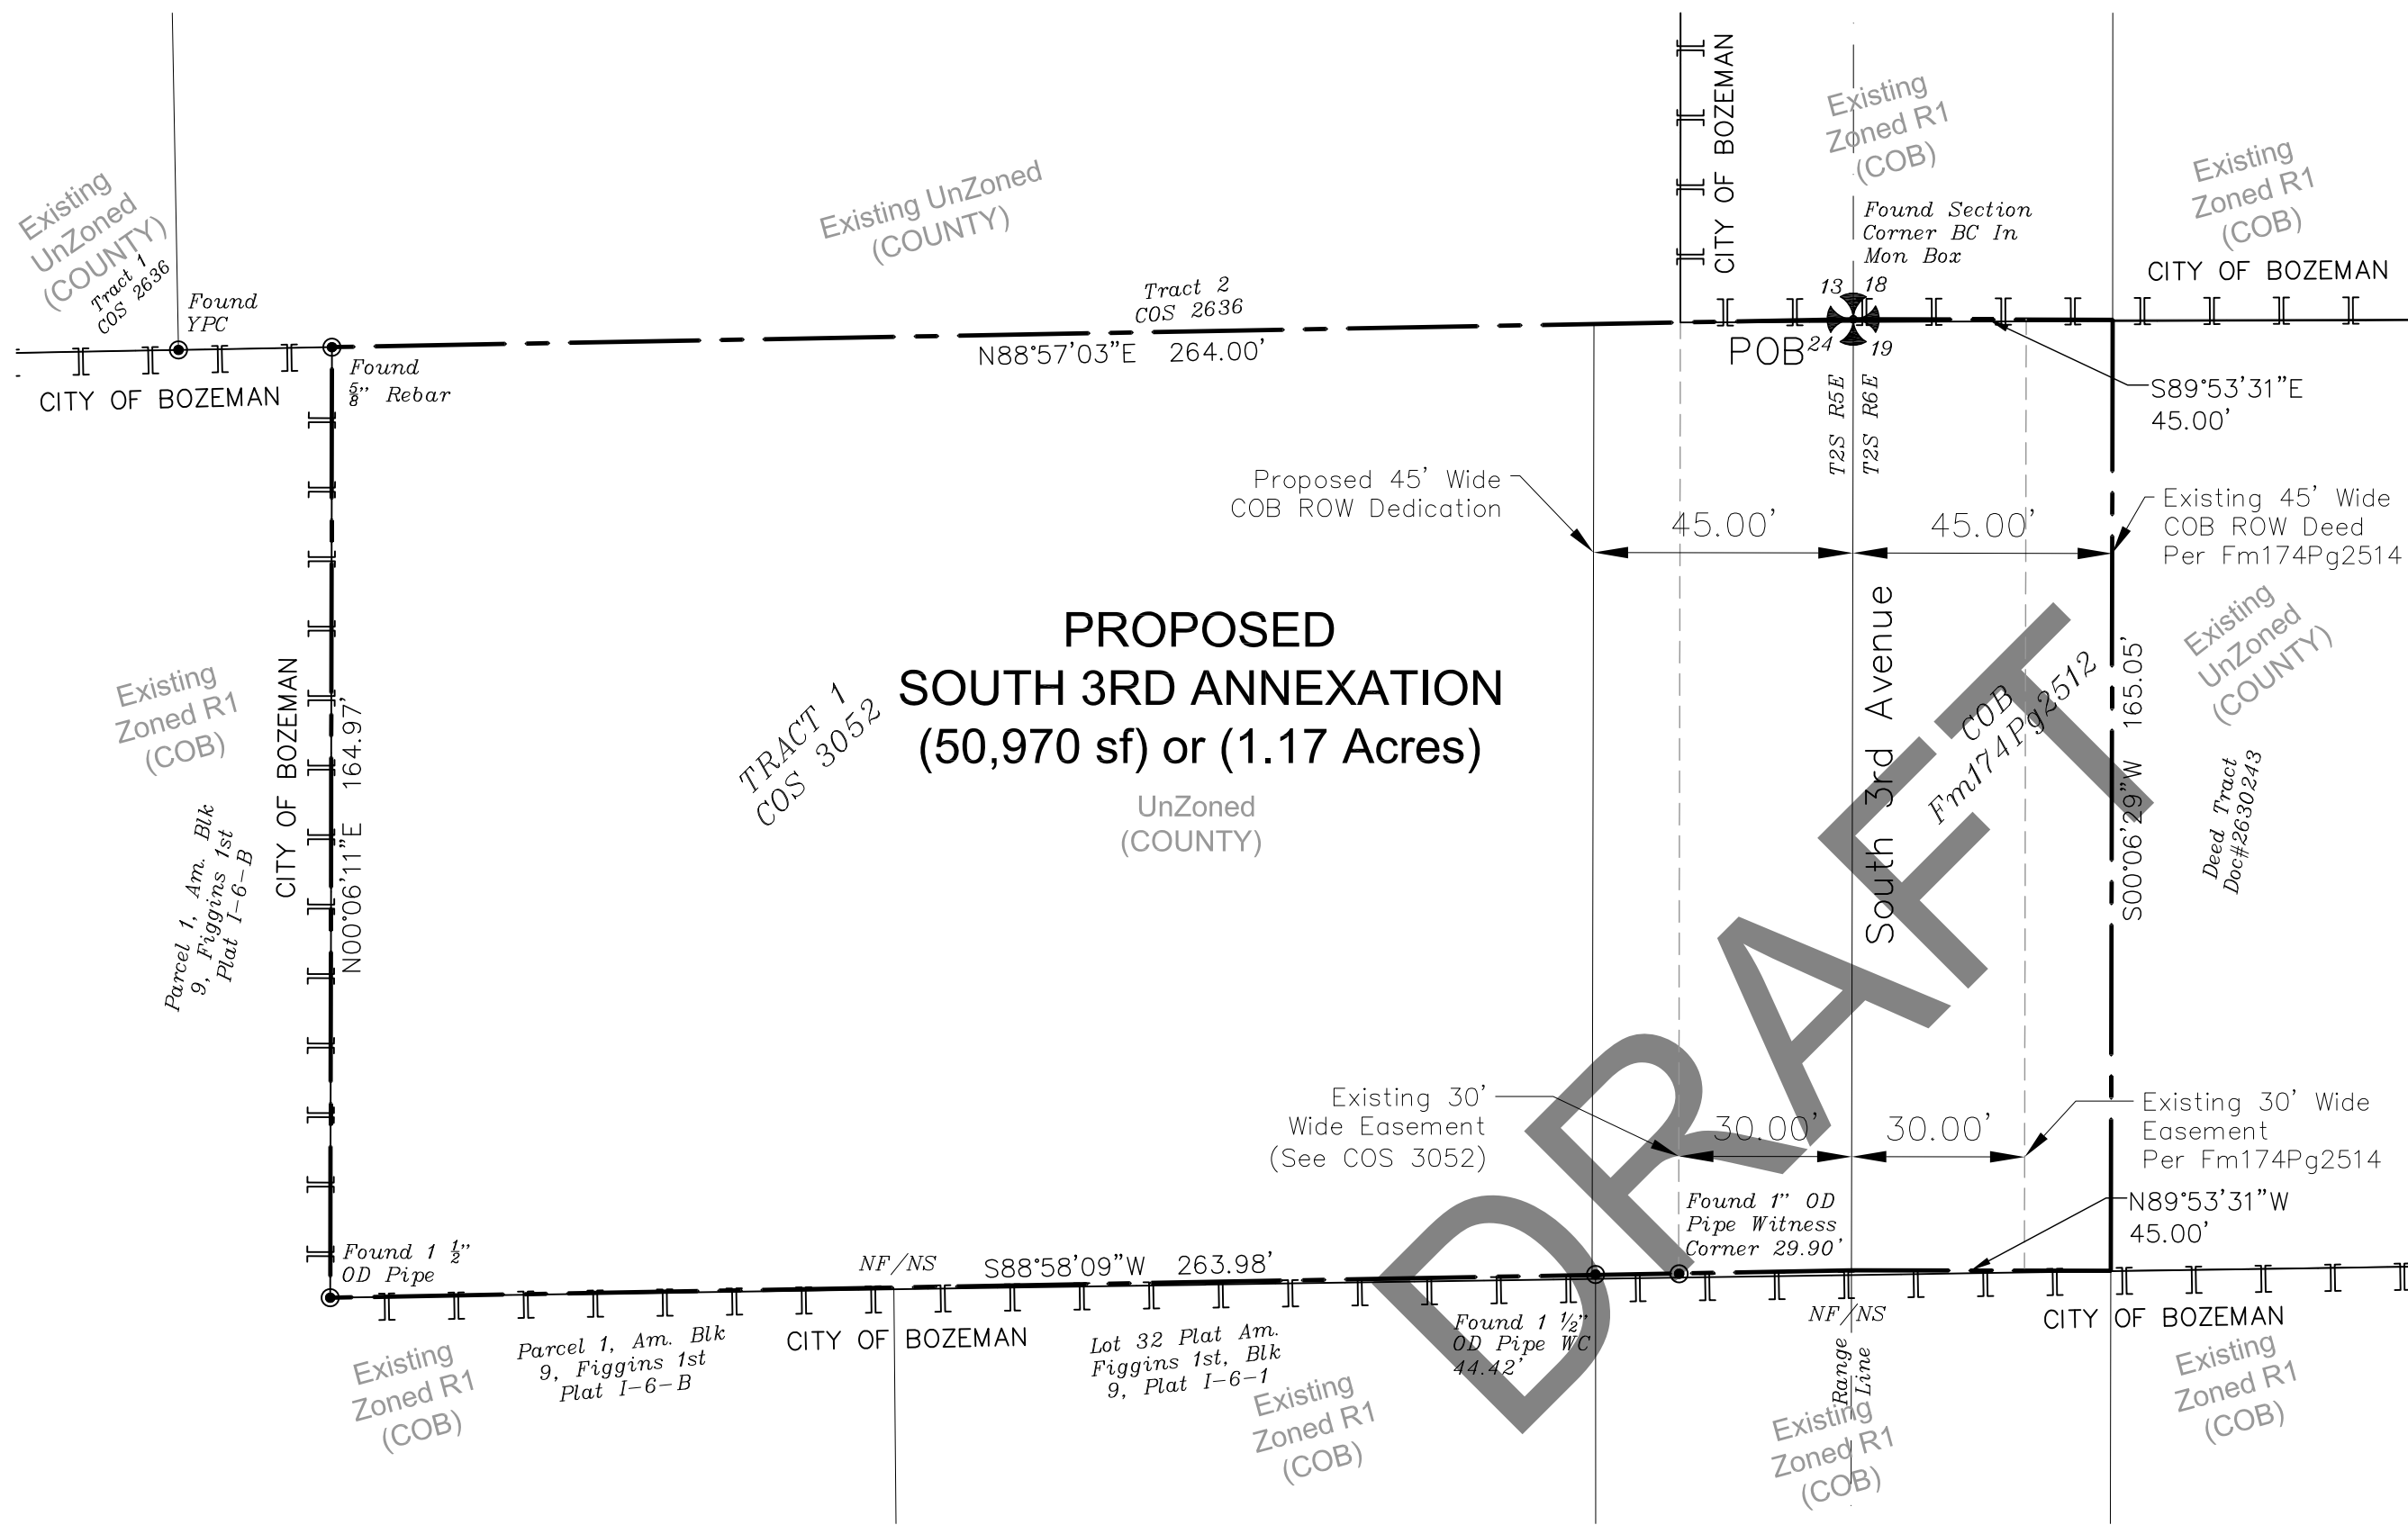 CITY OF BOZEMAN
Existing
Zoned R1
(COB)
Existing
Zoned R1
(COB)
Existing
UnZoned
(COUNTY)
Tract 1
COS 2636
Found
YPC
Existing UnZoned
(COUNTY)
Tract 2
COS 2636
N88°57'03"E 264.00'
Found Section
Corner BC In
Mon Box
13 18
24 19
POB
CITY OF BOZEMAN
CITY OF BOZEMAN
Found
5/8" Rebar
T2S R5E
T2S R6E
S89°53'31"E
45.00'
Proposed 45' Wide
COB ROW Dedication
45.00'
45.00'
Existing 45' Wide
COB ROW Deed
Per Fm174Pg2514
PROPOSED
SOUTH 3RD ANNEXATION
(50,970 sf) or (1.17 Acres)
UnZoned
(COUNTY)
TRACT 1
COS 3052
Existing
Zoned R1
(COB)
CITY OF BOZEMAN
N00°06'11"E 164.97'
Parcel 1, Am. Blk
9, Figgins 1st
Plat I-6-B
South 3rd Avenue
COB
Fm174Pg2512
S00°06'29"W 165.05'
Existing
UnZoned
(COUNTY)
Deed Tract
Doc#2630243
DRAFT
Existing 30'
Wide Easement
(See COS 3052)
30.00'
30.00'
Existing 30' Wide
Easement
Per Fm174Pg2514
N89°53'31"W
45.00'
Found 1" OD
Pipe Witness
Corner 29.90'
Found 1 1/2"
OD Pipe
NF/NS
S88°58'09"W 263.98'
Found 1 1/2"
OD Pipe WC
44.42'
NF/NS
Range
Line
CITY OF BOZEMAN
CITY OF BOZEMAN
Parcel 1, Am. Blk
9, Figgins 1st
Plat I-6-B
Lot 32 Plat Am.
Figgins 1st, Blk
9, Plat I-6-1
Existing
Zoned R1
(COB)
Existing
Zoned R1
(COB)
Existing
Zoned R1
(COB)
Existing
Zoned R1
(COB)